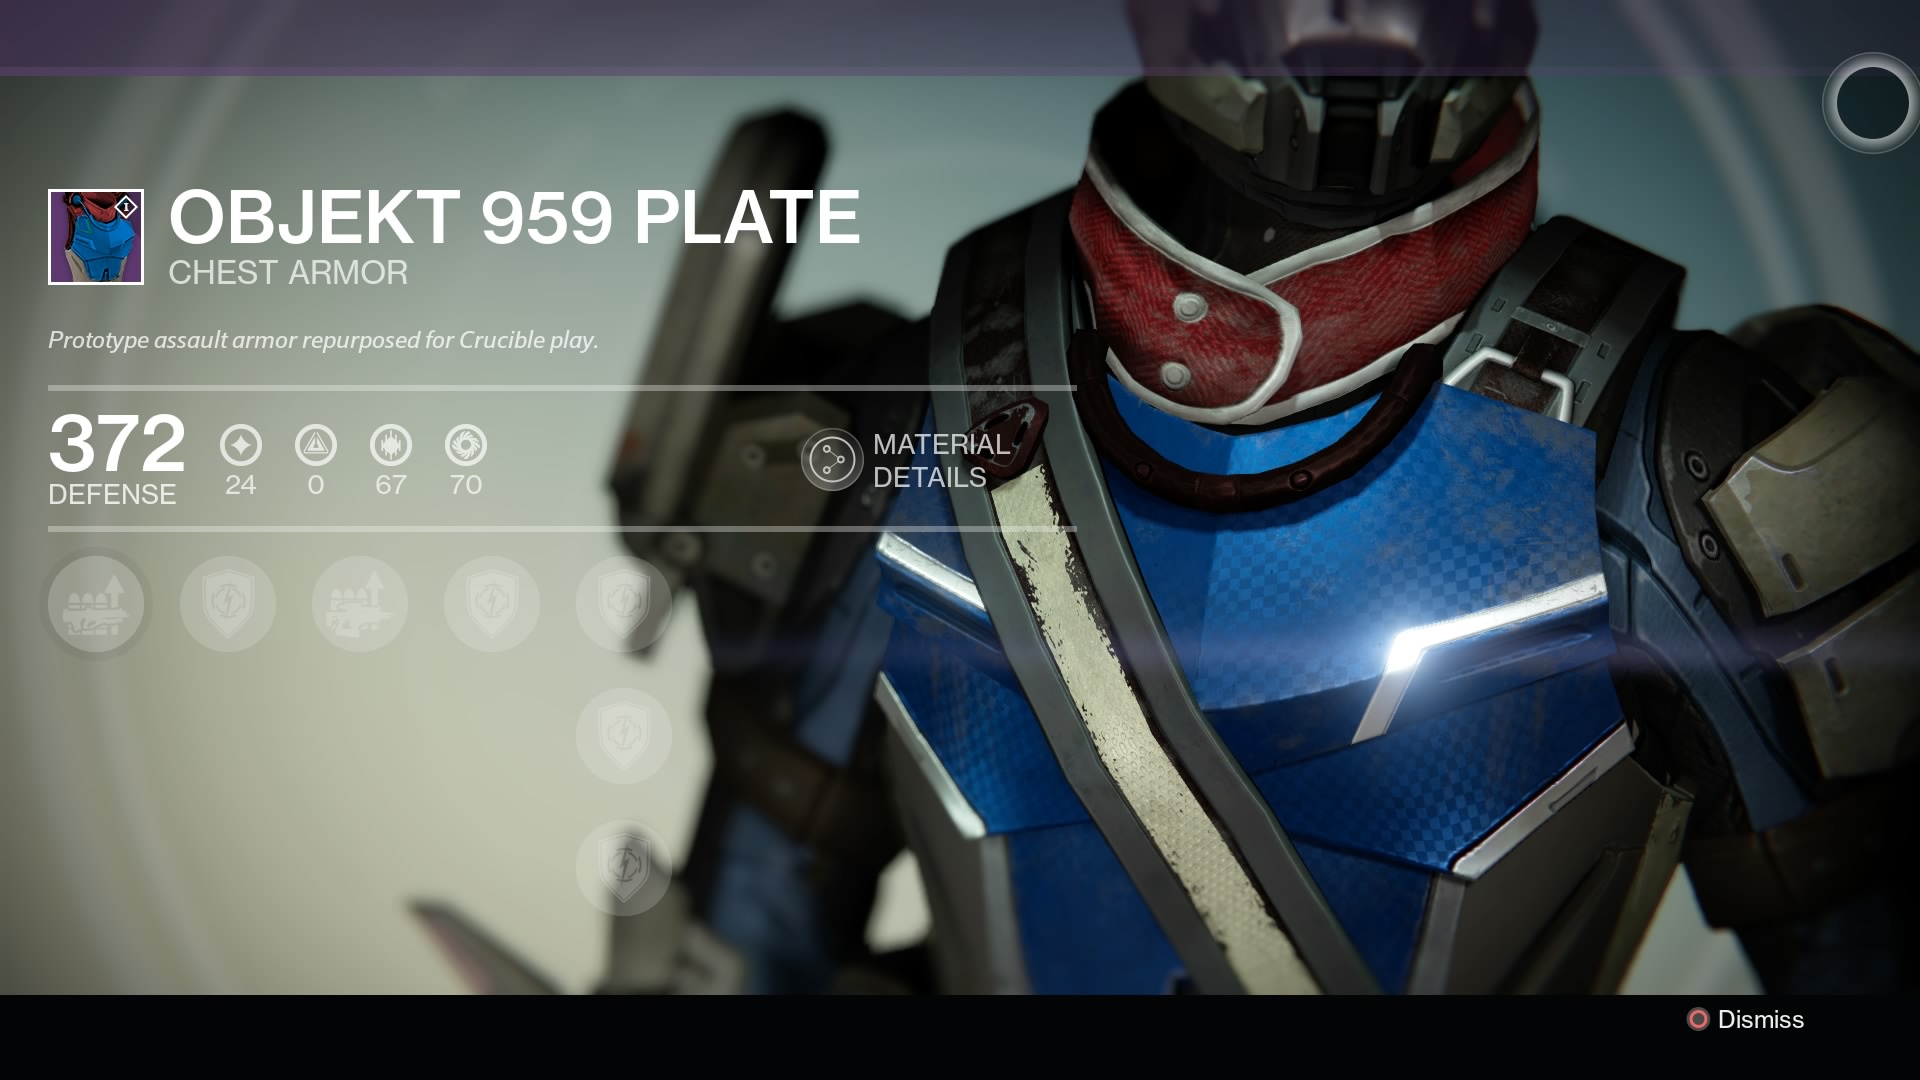 OBJEKT 959 PLATE
CHEST ARMOR
Prototype assault armor repurposed for Crucible play.
372
DEFENSE
24 0 67 70
MATERIAL
DETAILS
Dismiss